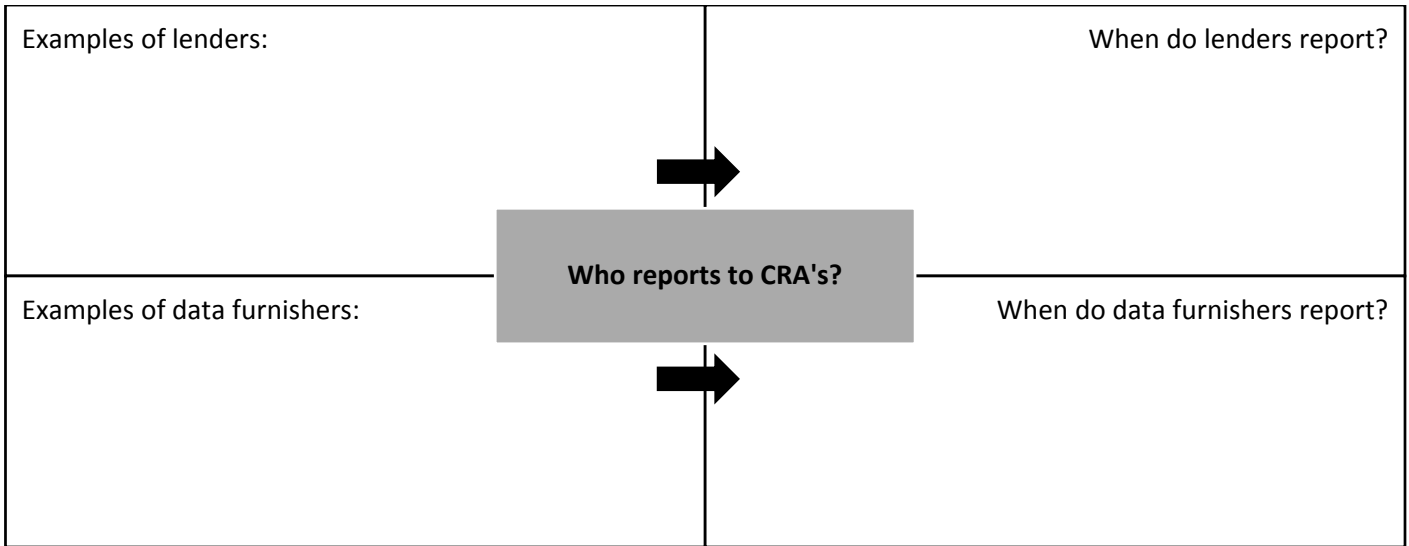 Examples of lenders:
When do lenders report?
Who reports to CRA's?
Examples of data furnishers:
When do data furnishers report?